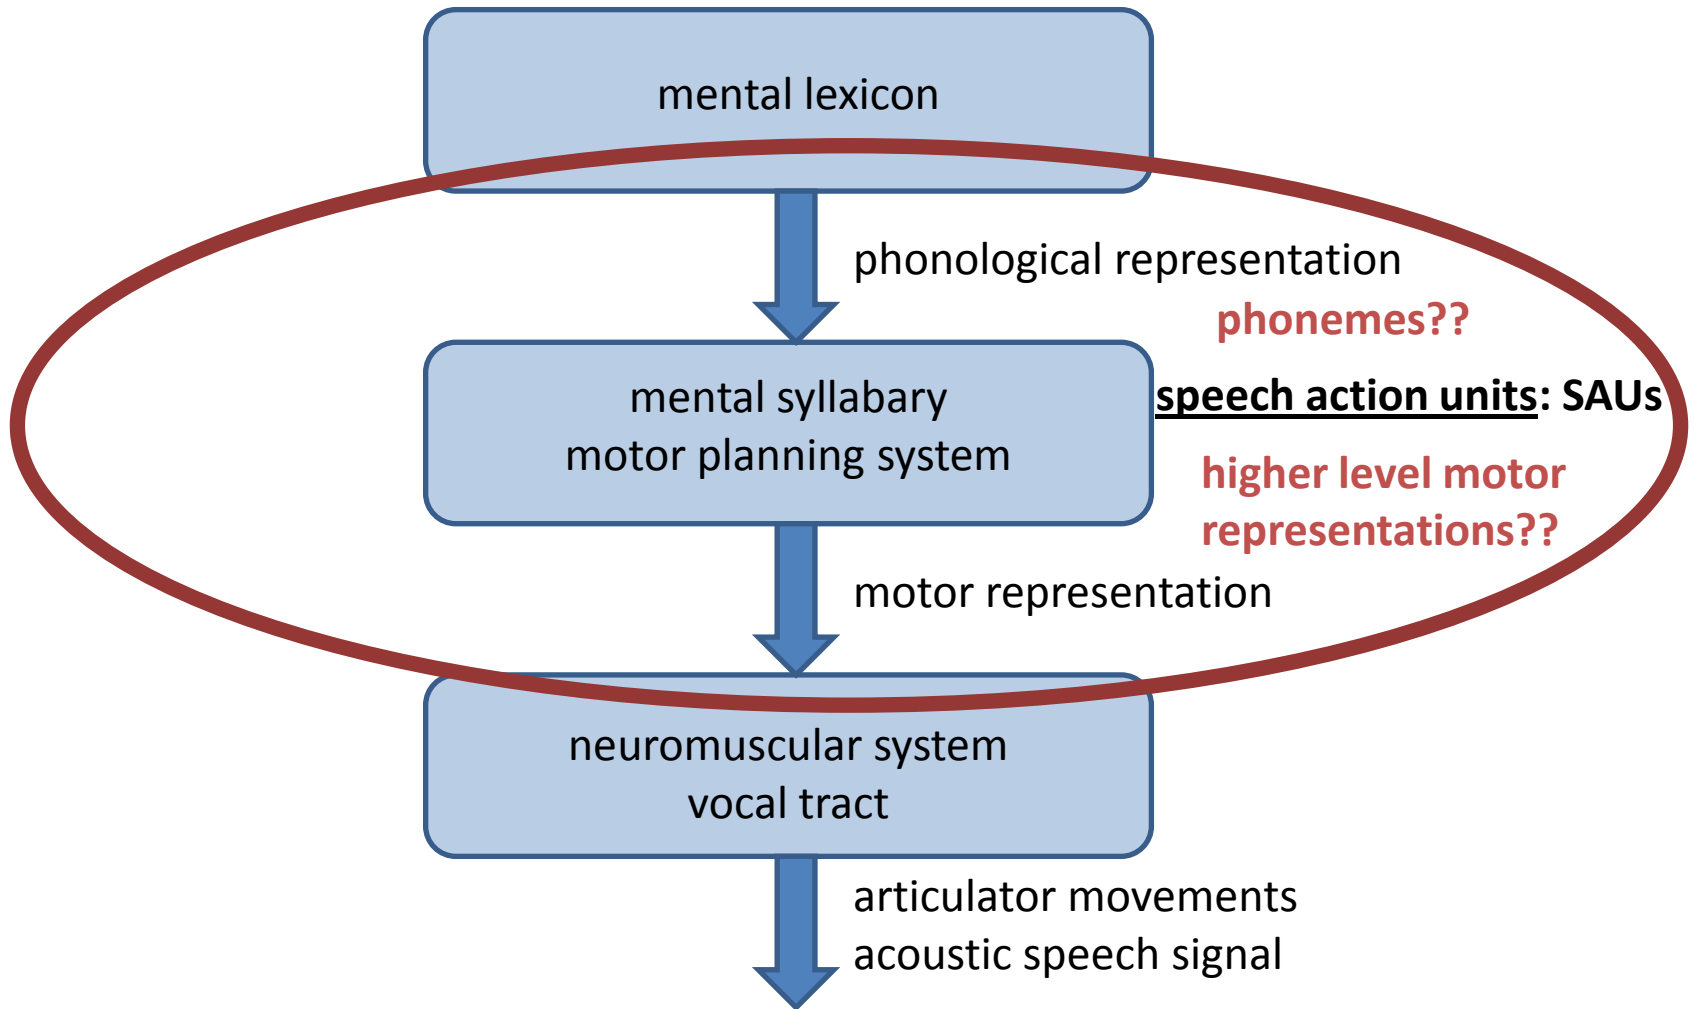 mental lexicon
phonological representation
phonemes??
mental syllabary
motor planning system
speech action units: SAUs
higher level motor
representations??
motor representation
neuromuscular system
vocal tract
articulator movements
acoustic speech signal